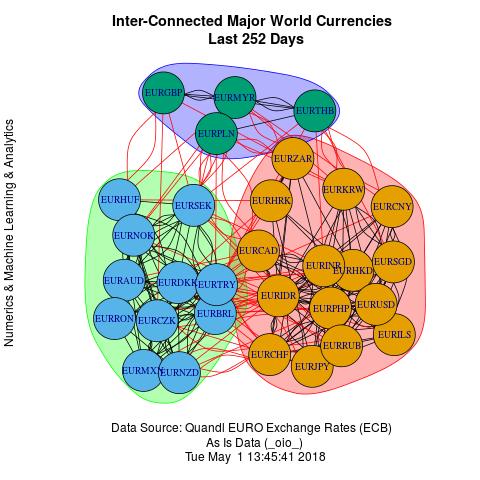 Inter-Connected Major World Currencies
Last 252 Days
Numerics & Machine Learning & Analytics
EURGBP
EURMYR
EURTHB
EURPLN
EURZAR
EURHUF
EURSEK
EURHRK
EURKRW
EURCNY
EURNOK
EURCAD
EURAUD
EURDKK
EURTRY
EURINR
EURHKD
EURSGD
EURRON
EURCZK
EURBRL
EURIDR
EURPHP
EURUSD
EURILS
EURMXN
EURNZD
EURCHF
EURJPY
EURRUB
Data Source: Quandl EURO Exchange Rates (ECB)
As Is Data (_oio_)
Tue May  1 13:45:41 2018